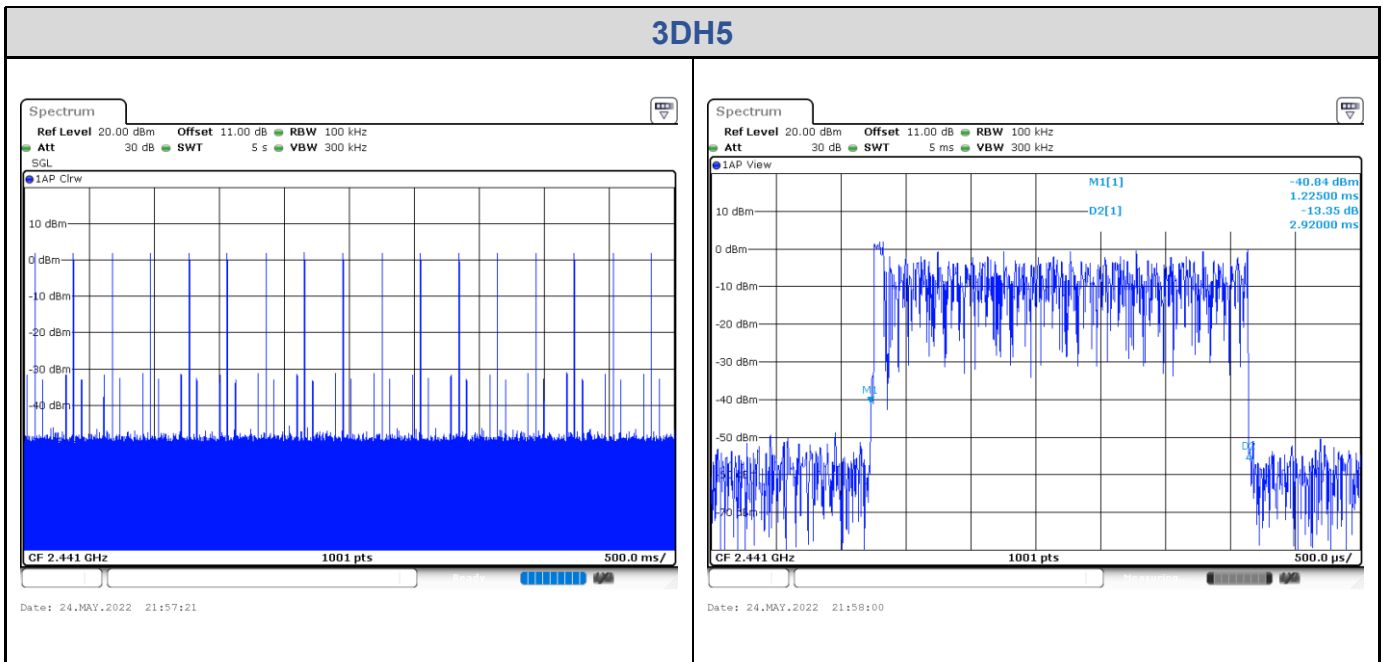 3DH5
Spectrum
Ref Level 20.00 dBm Offset 11.00 dB RBW 100 kHz
Att 30 dB SWT 5 s VBW 300 kHz
SGL
1AP Clrw
10 dBm
0 dBm
-10 dBm
-20 dBm
-30 dBm
-40 dBm
CF 2.441 GHz 1001 pts 500.0 ms/
Ready
Date: 24.MAY.2022 21:57:21
Spectrum
Ref Level 20.00 dBm Offset 11.00 dB RBW 100 kHz
Att 30 dB SWT 5 ms VBW 300 kHz
1AP View
M1[1] -40.84 dBm
1.22500 ms
D2[1] -13.35 dB
2.92000 ms
10 dBm
0 dBm
-10 dBm
-20 dBm
-30 dBm
M1
-40 dBm
-50 dBm
D2
-70 dBm
CF 2.441 GHz 1001 pts 500.0 µs/
Measuring...
Date: 24.MAY.2022 21:58:00